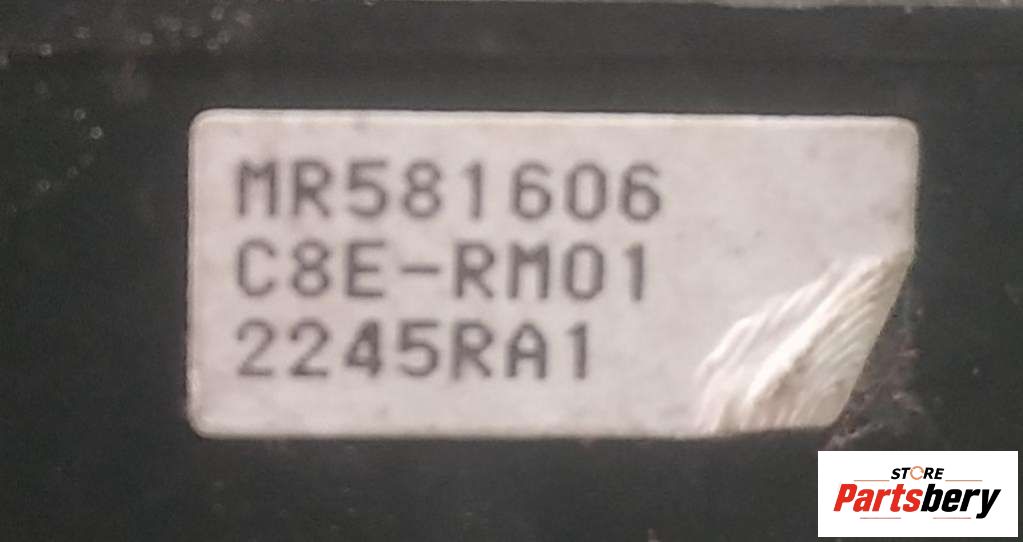 MR581606
C8E-RM01
2245RA1
STORE
Partsbery